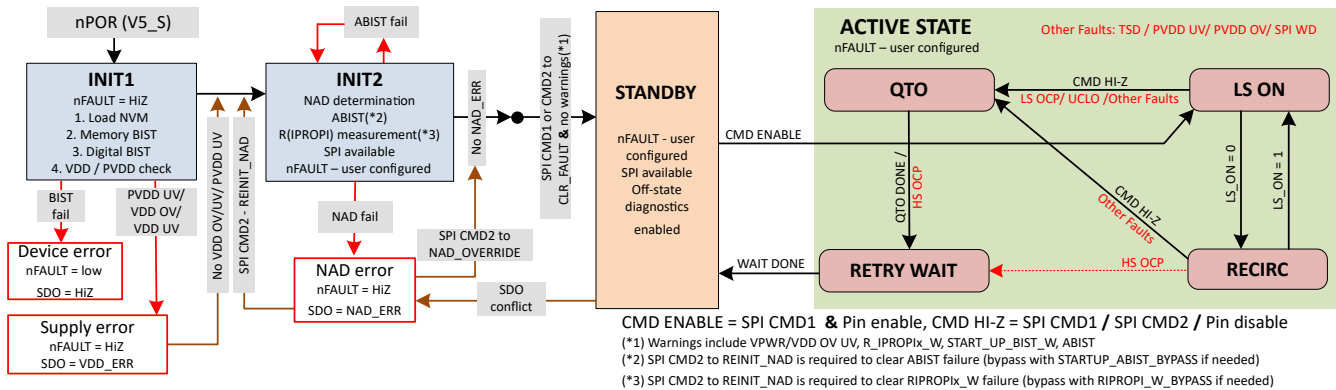 nPOR (V5_S)
INIT1
nFAULT = HiZ
1. Load NVM
2. Memory BIST
3. Digital BIST
4. VDD / PVDD check
BIST
fail
PVDD UV/
VDD OV/
VDD UV
Device error
nFAULT = low
SDO = HiZ
Supply error
nFAULT = HiZ
SDO = VDD_ERR
No VDD OV/UV/ PVDD UV
SPI CMD2 - REINIT_NAD
ABIST fail
INIT2
NAD determination
ABIST(*2)
R(IPROPI) measurement(*3)
SPI available
nFAULT – user configured
NAD fail
NAD error
nFAULT = HiZ
SDO = NAD_ERR
SPI CMD2 to
NAD_OVERRIDE
No NAD_ERR
SDO
conflict
SPI CMD1 or CMD2 to
CLR_FAULT & no warnings(*1)
STANDBY
nFAULT - user
configured
SPI available
Off-state
diagnostics
enabled
CMD ENABLE
WAIT DONE
ACTIVE STATE
nFAULT – user configured
Other Faults: TSD / PVDD UV/ PVDD OV/ SPI WD
QTO
CMD HI-Z
LS OCP/ UCLO /Other Faults
LS ON
QTO DONE /
HS OCP
CMD HI-Z
Other Faults
LS_ON = 0
LS_ON = 1
RETRY WAIT
HS OCP
RECIRC
CMD ENABLE = SPI CMD1 & Pin enable, CMD HI-Z = SPI CMD1 / SPI CMD2 / Pin disable
(*1) Warnings include VPWR/VDD OV UV, R_IPROPIx_W, START_UP_BIST_W, ABIST
(*2) SPI CMD2 to REINIT_NAD is required to clear ABIST failure (bypass with STARTUP_ABIST_BYPASS if needed)
(*3) SPI CMD2 to REINIT_NAD is required to clear RIPROPIx_W failure (bypass with RIPROPI_W_BYPASS if needed)